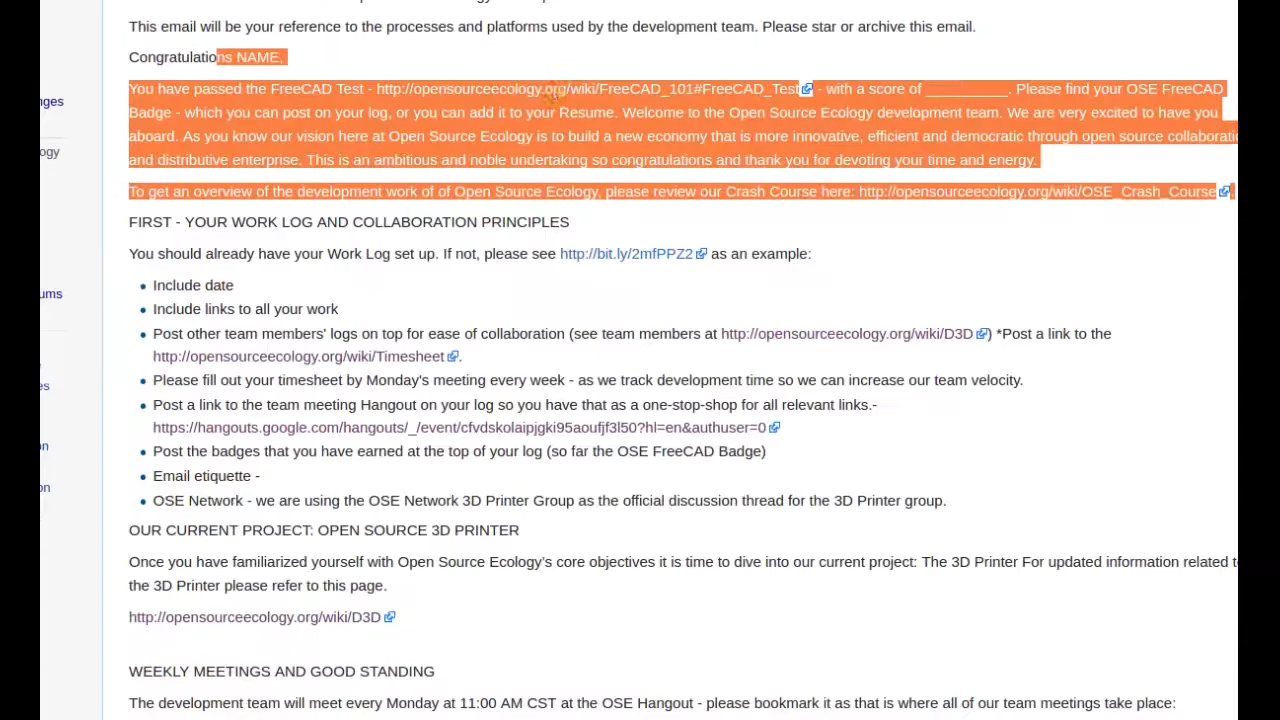 This email will be your reference to the processes and platforms used by the development team. Please star or archive this email.
Congratulations NAME,
You have passed the FreeCAD Test - http://opensourceecology.org/wiki/FreeCAD_101#FreeCAD_Test - with a score of __________. Please find your OSE FreeCAD
Badge - which you can post on your log, or you can add it to your Resume. Welcome to the Open Source Ecology development team. We are very excited to have you
aboard. As you know our vision here at Open Source Ecology is to build a new economy that is more innovative, efficient and democratic through open source collaboratio
and distributive enterprise. This is an ambitious and noble undertaking so congratulations and thank you for devoting your time and energy.
To get an overview of the development work of of Open Source Ecology, please review our Crash Course here: http://opensourceecology.org/wiki/OSE_Crash_Course.
FIRST - YOUR WORK LOG AND COLLABORATION PRINCIPLES
You should already have your Work Log set up. If not, please see http://bit.ly/2mfPPZ2 as an example:
Include date
Include links to all your work
Post other team members' logs on top for ease of collaboration (see team members at http://opensourceecology.org/wiki/D3D) *Post a link to the
http://opensourceecology.org/wiki/Timesheet.
Please fill out your timesheet by Monday's meeting every week - as we track development time so we can increase our team velocity.
Post a link to the team meeting Hangout on your log so you have that as a one-stop-shop for all relevant links.-
https://hangouts.google.com/hangouts/_/event/cfvdskolaipjgki95aoufjf3l50?hl=en&authuser=0
Post the badges that you have earned at the top of your log (so far the OSE FreeCAD Badge)
Email etiquette -
OSE Network - we are using the OSE Network 3D Printer Group as the official discussion thread for the 3D Printer group.
OUR CURRENT PROJECT: OPEN SOURCE 3D PRINTER
Once you have familiarized yourself with Open Source Ecology's core objectives it is time to dive into our current project: The 3D Printer For updated information related to
the 3D Printer please refer to this page.
http://opensourceecology.org/wiki/D3D
WEEKLY MEETINGS AND GOOD STANDING
The development team will meet every Monday at 11:00 AM CST at the OSE Hangout - please bookmark it as that is where all of our team meetings take place:
nges
ogy
ums
es
on
on